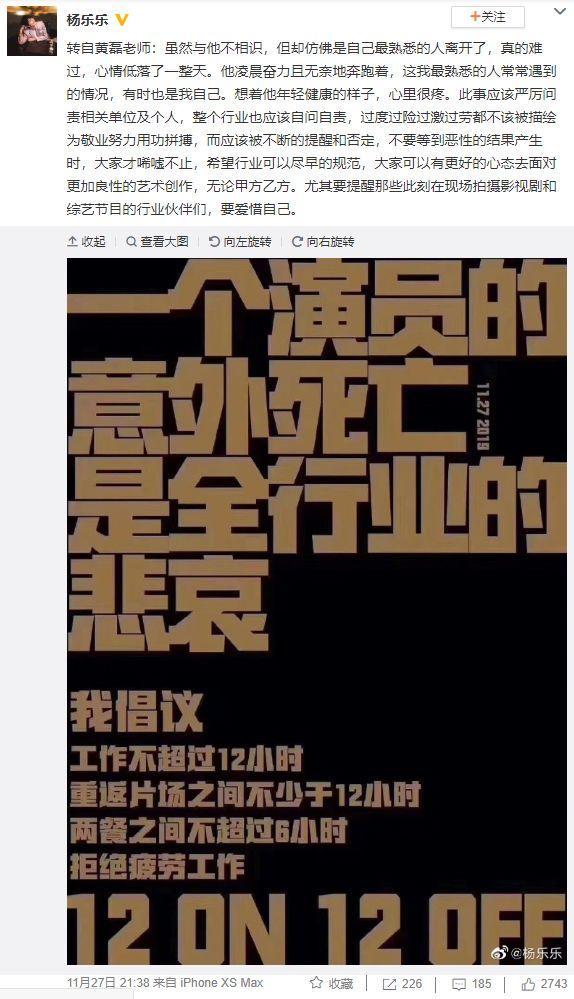 杨乐乐
+关注
转自黄磊老师：虽然与他不相识，但却仿佛是自己最熟悉的人离开了，真的难
过，心情低落了一整天。他凌晨奋力且无奈地奔跑着，这我最熟悉的人常常遇到
的情况，有时也是我自己。想着他年轻健康的样子，心里很疼。此事应该严厉问
责相关单位及个人，整个行业也应该自问自责，过度过险过激过劳都不该被描绘
为敬业努力用功拼搏，而应该被不断的提醒和否定，不要等到恶性的结果产生
时，大家才唏嘘不止，希望行业可以尽早的规范，大家可以有更好的心态去面对
更加良性的艺术创作，无论甲方乙方。尤其要提醒那些此刻在现场拍摄影视剧和
综艺节目的行业伙伴们，要爱惜自己。
收起 查看大图 向左旋转 向右旋转
一个演员的
意外死亡
11.27 2019
是全行业的
悲哀
我倡议
工作不超过12小时
重返片场之间不少于12小时
两餐之间不超过6小时
拒绝疲劳工作
12 ON 12 OFF
@杨乐乐
11月27日 21:38 来自 iPhone XS Max 收藏 226 185 2743